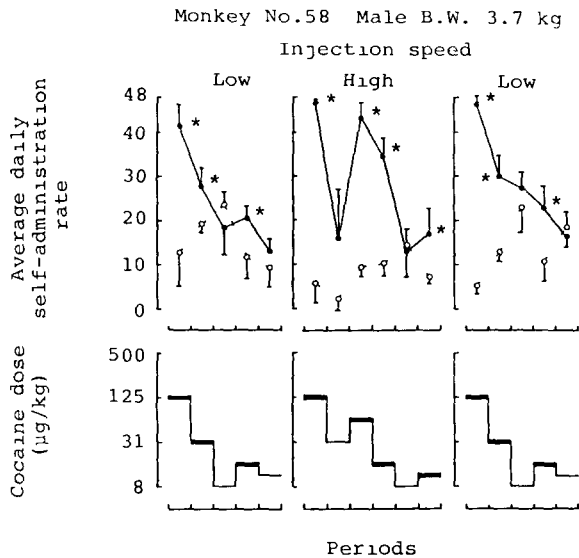 Monkey No.58 Male B.W. 3.7 kg
Injection speed
Low High Low
Average daily
self-administration
rate
48
40
30
20
10
0
* * * * * * * * *
Cocaine dose
(µg/kg)
500
125
31
8
Periods